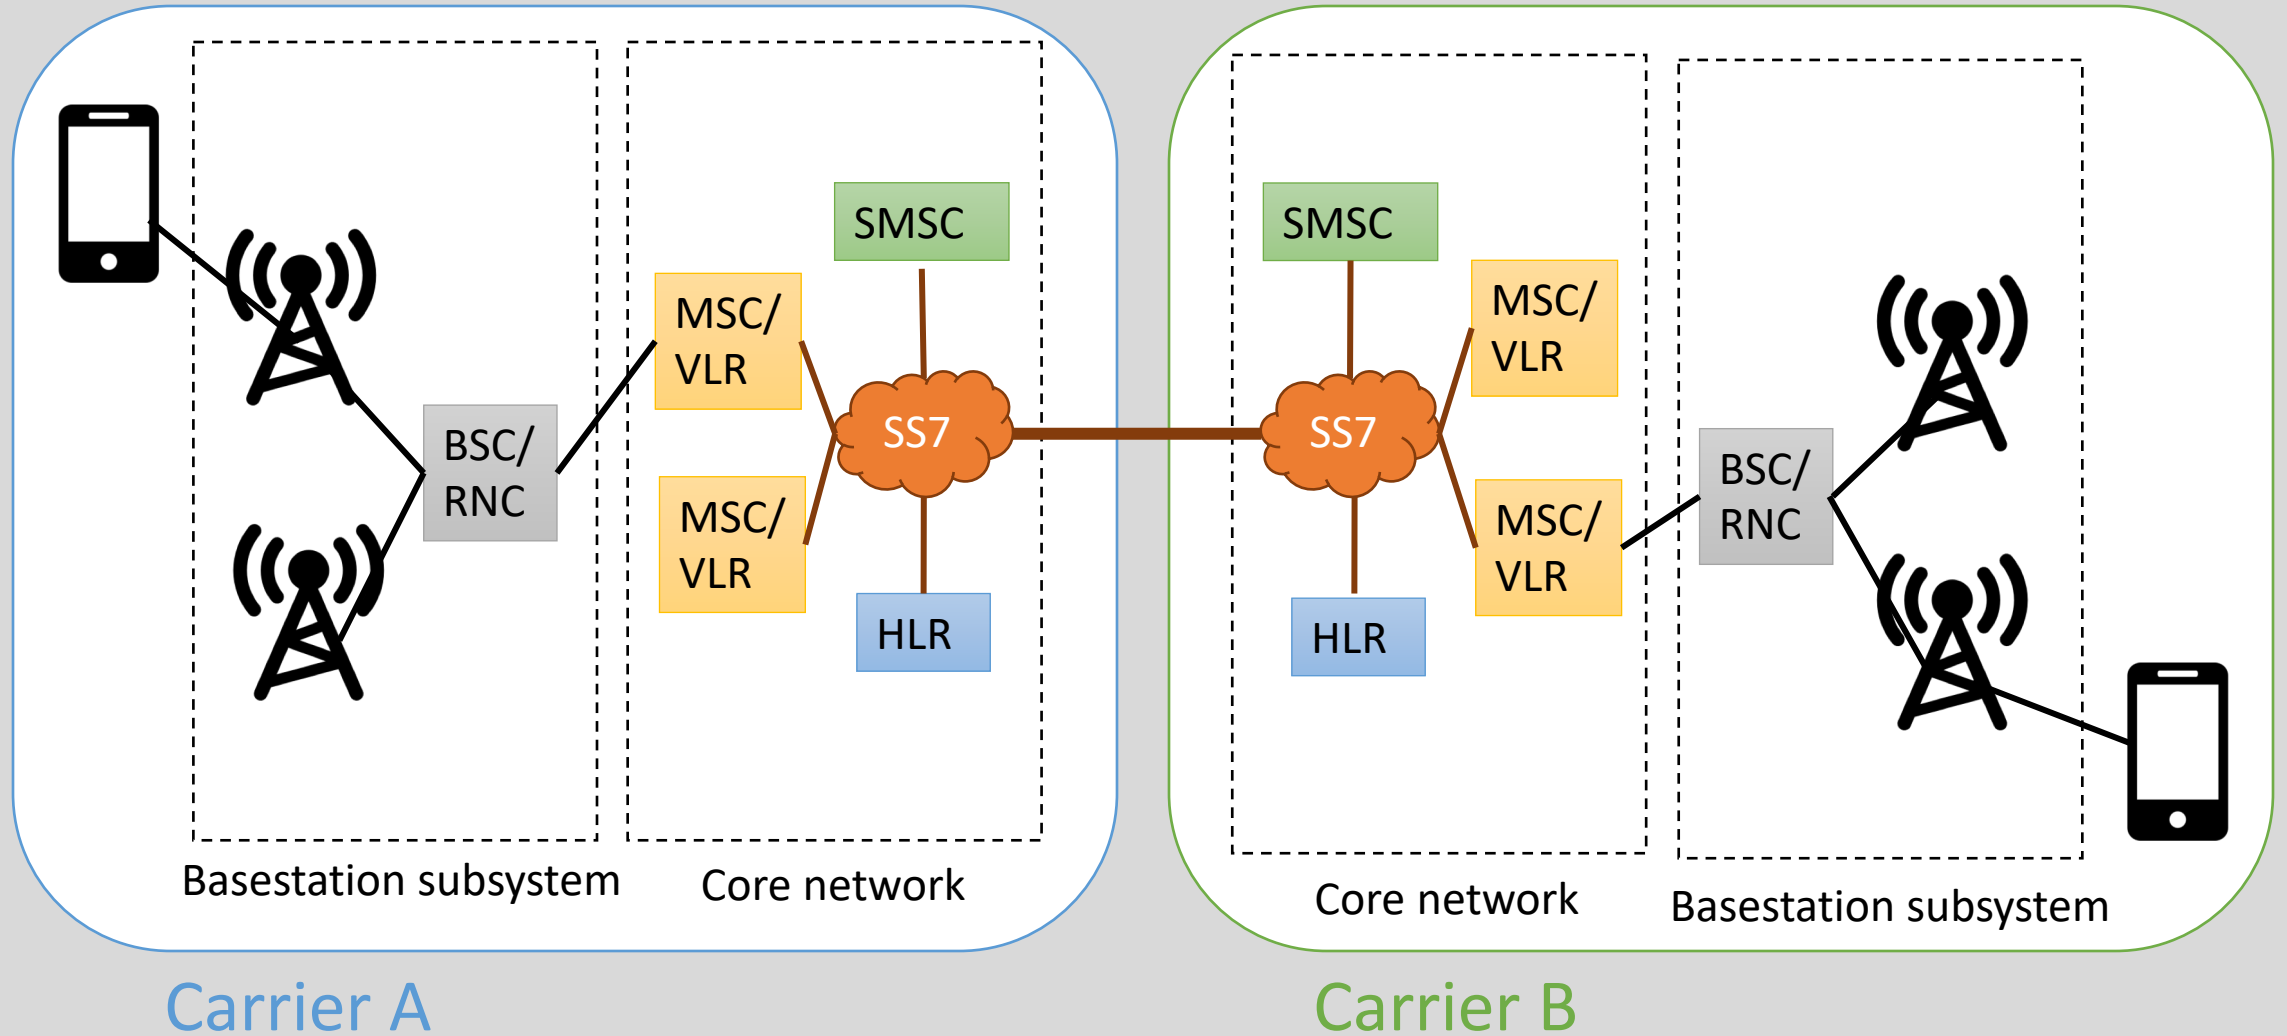 SMSC
MSC/
VLR
BSC/
RNC
SS7
MSC/
VLR
HLR
Basestation subsystem
Core network
Carrier A
SMSC
MSC/
VLR
SS7
BSC/
RNC
MSC/
VLR
HLR
Core network
Basestation subsystem
Carrier B